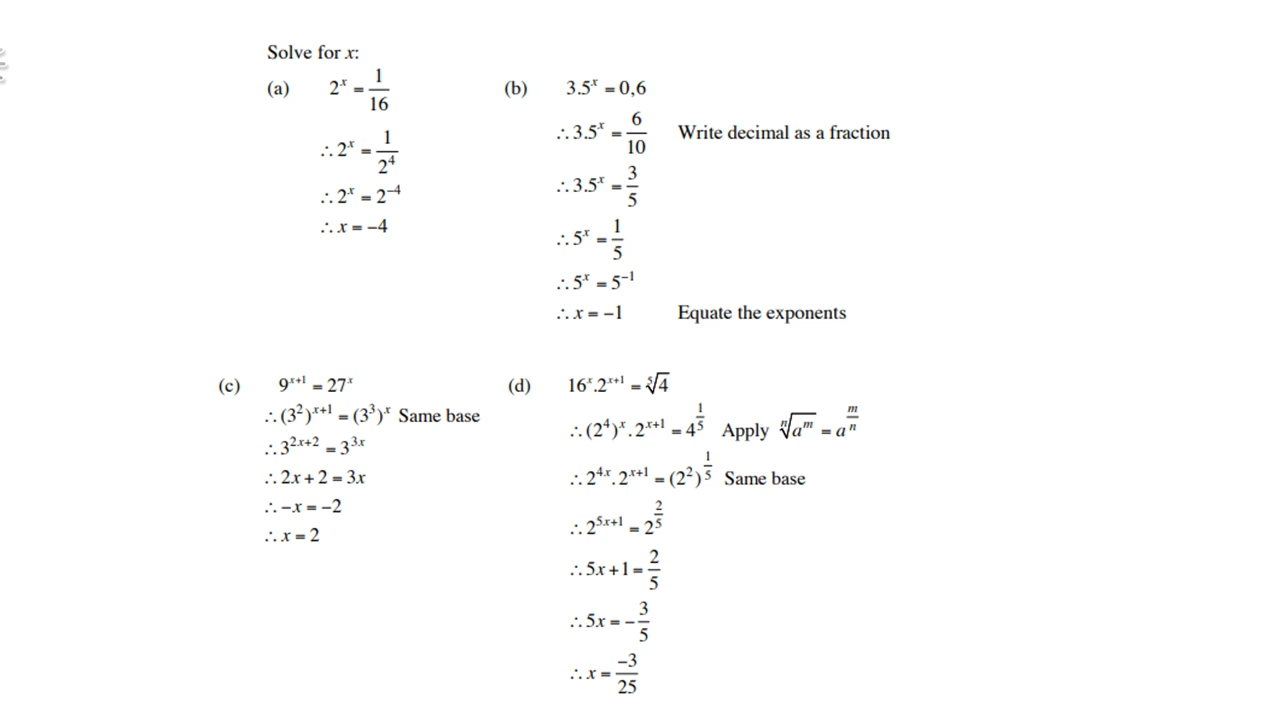 Solve for x:
(a) 2^x = 1/16
∴ 2^x = 1/2^4
∴ 2^x = 2^−4
∴ x = −4
(b) 3.5^x = 0,6
∴ 3.5^x = 6/10 Write decimal as a fraction
∴ 3.5^x = 3/5
∴ 5^x = 1/5
∴ 5^x = 5^−1
∴ x = −1 Equate the exponents
(c) 9^(x+1) = 27^x
∴ (3^2)^(x+1) = (3^3)^x Same base
∴ 3^(2x+2) = 3^(3x)
∴ 2x + 2 = 3x
∴ −x = −2
∴ x = 2
(d) 16^x.2^(x+1) = ⁵√4
∴ (2^4)^x.2^(x+1) = 4^(1/5) Apply ⁿ√(a^m) = a^(m/n)
∴ 2^(4x).2^(x+1) = (2^2)^(1/5) Same base
∴ 2^(5x+1) = 2^(2/5)
∴ 5x + 1 = 2/5
∴ 5x = −3/5
∴ x = −3/25